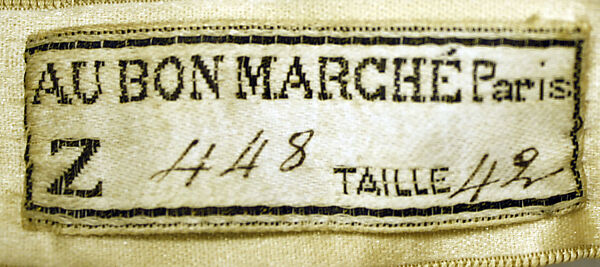 AU BON MARCHÉ Paris
Z 448 TAILLE 42